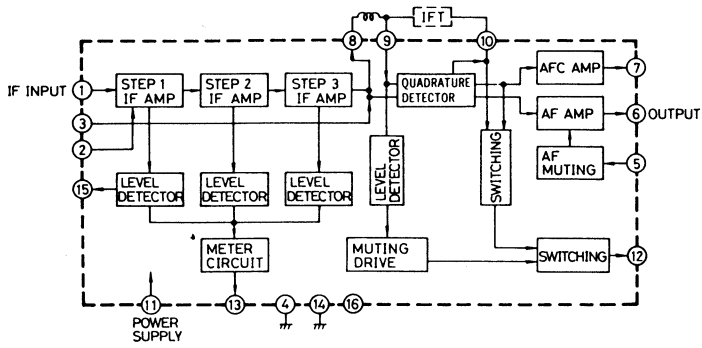 IFT
8
9
10
IF INPUT
1
STEP 1
IF AMP
STEP 2
IF AMP
STEP 3
IF AMP
QUADRATURE
DETECTOR
AFC AMP
7
3
AF AMP
6
OUTPUT
2
LEVEL
DETECTOR
SWITCHING
AF
MUTING
5
15
LEVEL
DETECTOR
LEVEL
DETECTOR
LEVEL
DETECTOR
METER
CIRCUIT
MUTING
DRIVE
SWITCHING
12
11
13
4
14
16
POWER
SUPPLY